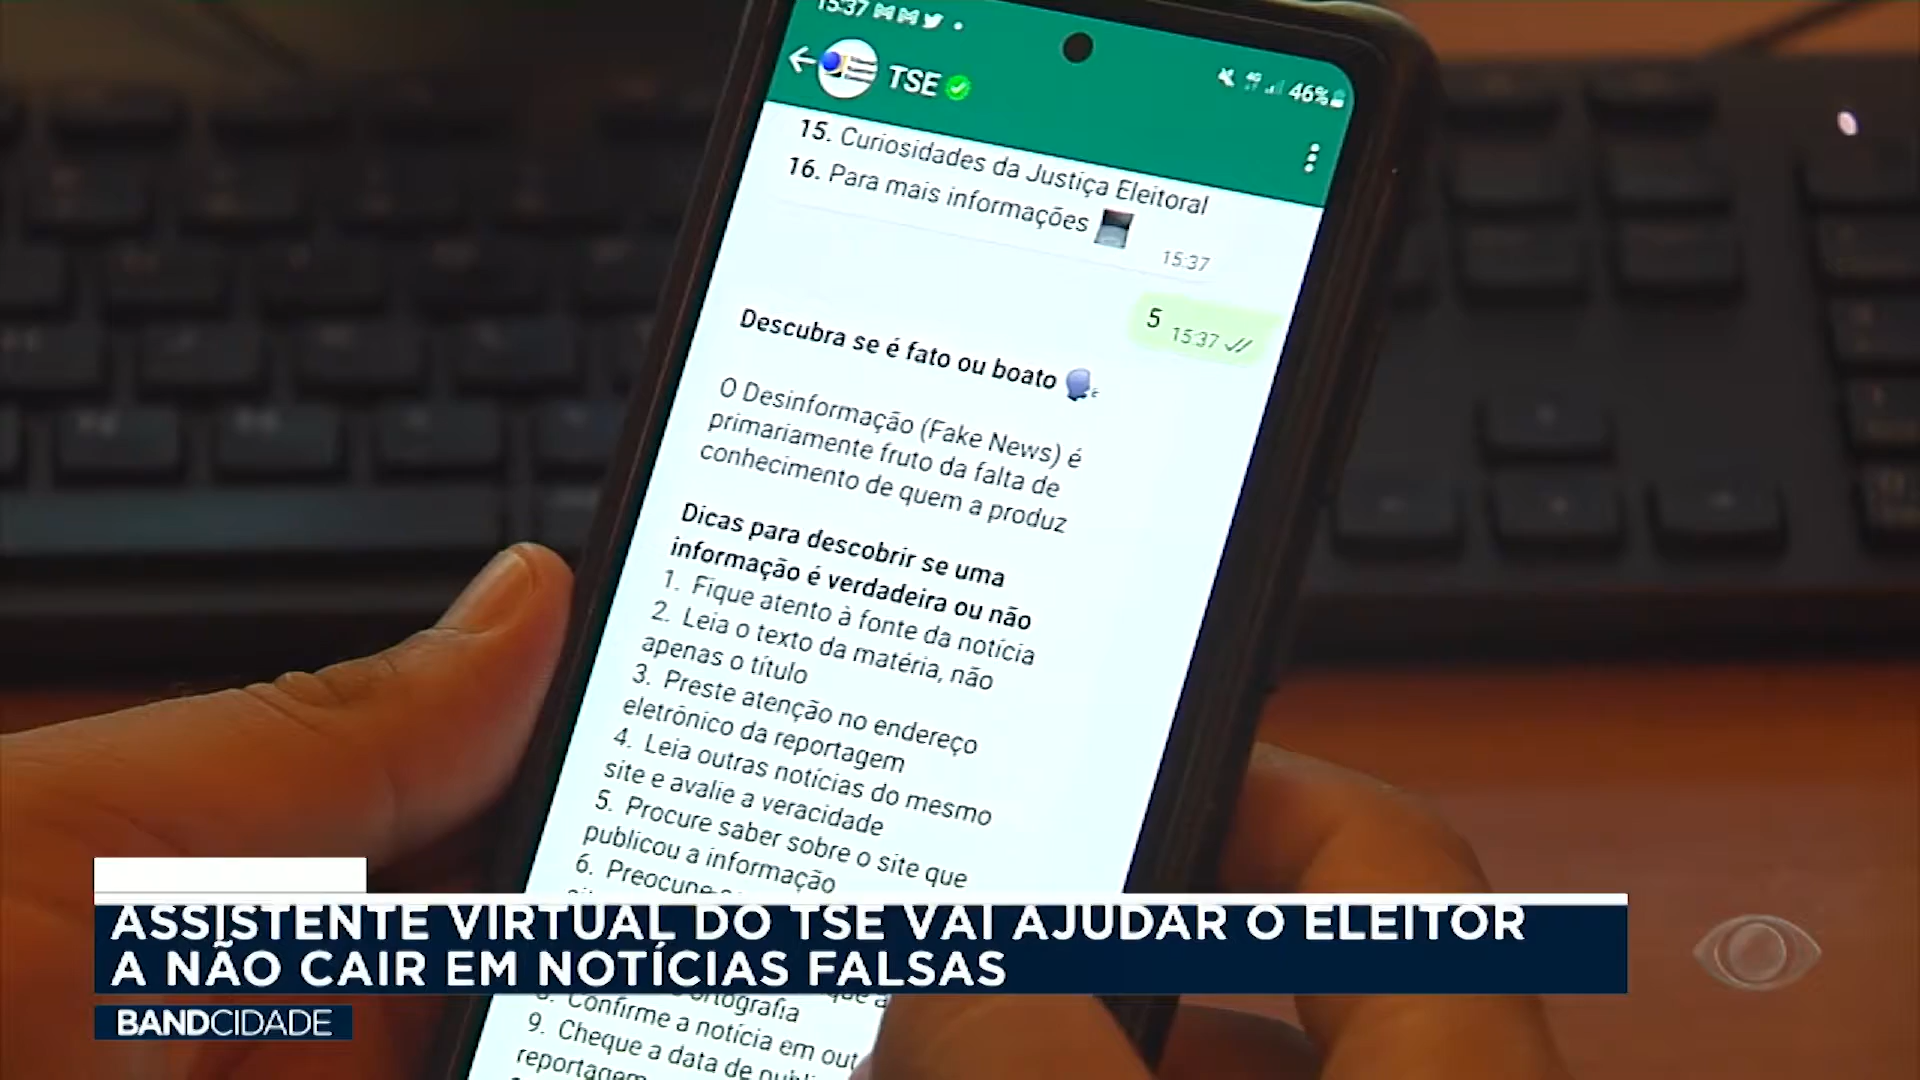 15:37
46%
TSE
15. Curiosidades da Justiça Eleitoral
16. Para mais informações
15:37
5 15:37
Descubra se é fato ou boato
O Desinformação (Fake News) é
primariamente fruto da falta de
conhecimento de quem a produz
Dicas para descobrir se uma
informação é verdadeira ou não
1. Fique atento à fonte da notícia
2. Leia o texto da matéria, não
apenas o título
3. Preste atenção no endereço
eletrônico da reportagem
4. Leia outras notícias do mesmo
site e avalie a veracidade
5. Procure saber sobre o site que
publicou a informação
6.
ASSISTENTE VIRTUAL DO TSE VAI AJUDAR O ELEITOR
A NÃO CAIR EM NOTÍCIAS FALSAS
ortografia
Confirme a notícia em
9. Cheque a data de
BANDCIDADE